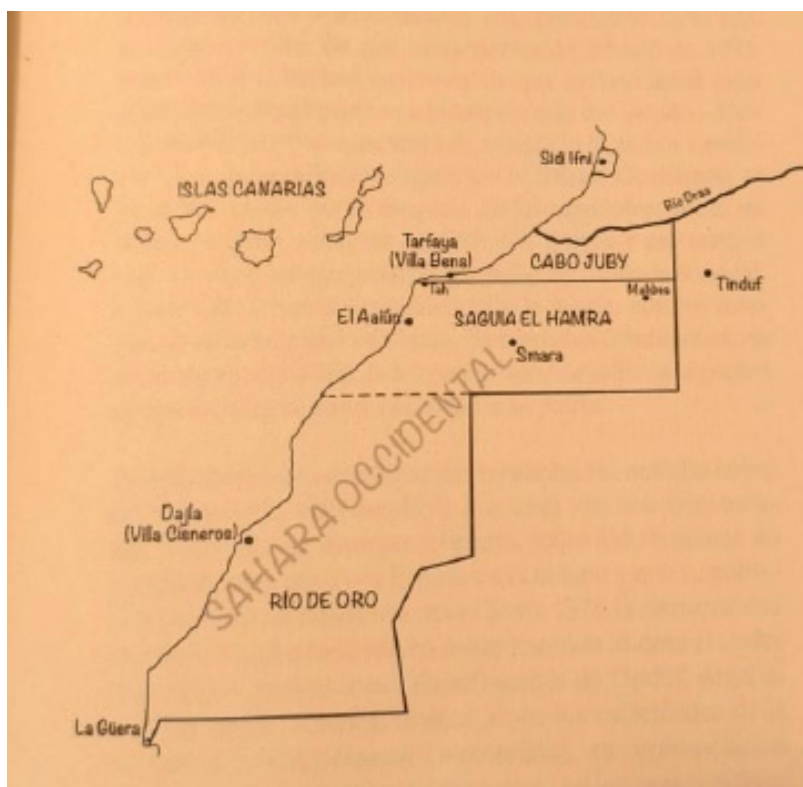 Sidi Ifni
ISLAS CANARIAS
Río Draa
Tarfaya
(Villa Bens)
CABO JUBY
Tah
Mahbes
Tinduf
El Aaiún
SAGUIA EL HAMRA
Smara
SAHARA OCCIDENTAL
Dajla
(Villa Cisneros)
RÍO DE ORO
La Güera